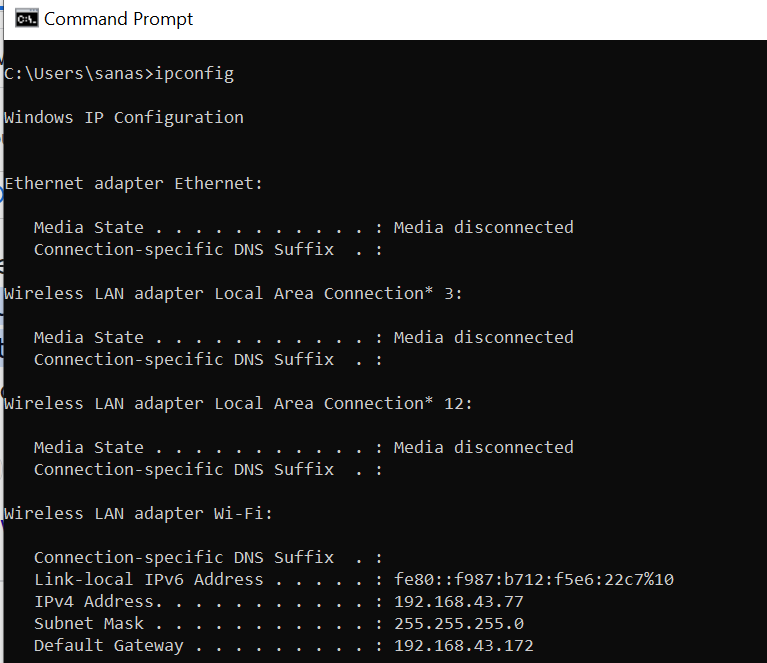 Command Prompt
C:\Users\sanas>ipconfig
Windows IP Configuration
Ethernet adapter Ethernet:
Media State . . . . . . . . . . . : Media disconnected
Connection-specific DNS Suffix  . :
Wireless LAN adapter Local Area Connection* 3:
Media State . . . . . . . . . . . : Media disconnected
Connection-specific DNS Suffix  . :
Wireless LAN adapter Local Area Connection* 12:
Media State . . . . . . . . . . . : Media disconnected
Connection-specific DNS Suffix  . :
Wireless LAN adapter Wi-Fi:
Connection-specific DNS Suffix  . :
Link-local IPv6 Address . . . . . : fe80::f987:b712:f5e6:22c7%10
IPv4 Address. . . . . . . . . . . : 192.168.43.77
Subnet Mask . . . . . . . . . . . : 255.255.255.0
Default Gateway . . . . . . . . . : 192.168.43.172